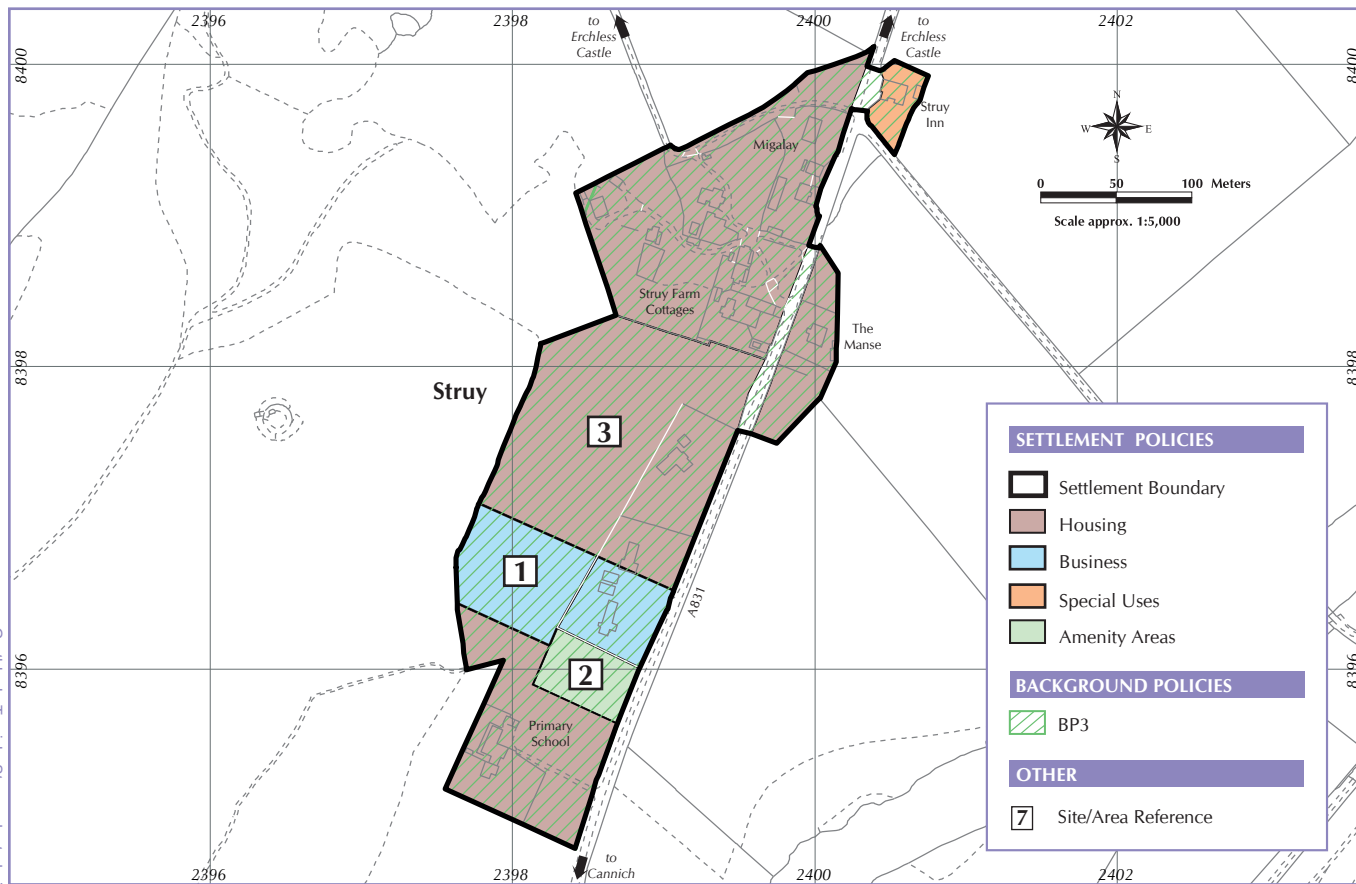 2396
2398
2400
2402
to
Erchless
Castle
to
Erchless
Castle
8400
8400
Struy
Inn
Migalay
N
W
E
S
0 50 100 Meters
Scale approx. 1:5,000
Struy Farm
Cottages
The
Manse
8398
8398
Struy
3
1
A831
2
8396
8396
Primary
School
to
Cannich
2396
2398
2400
2402
SETTLEMENT POLICIES
Settlement Boundary
Housing
Business
Special Uses
Amenity Areas
BACKGROUND POLICIES
BP3
OTHER
7 Site/Area Reference